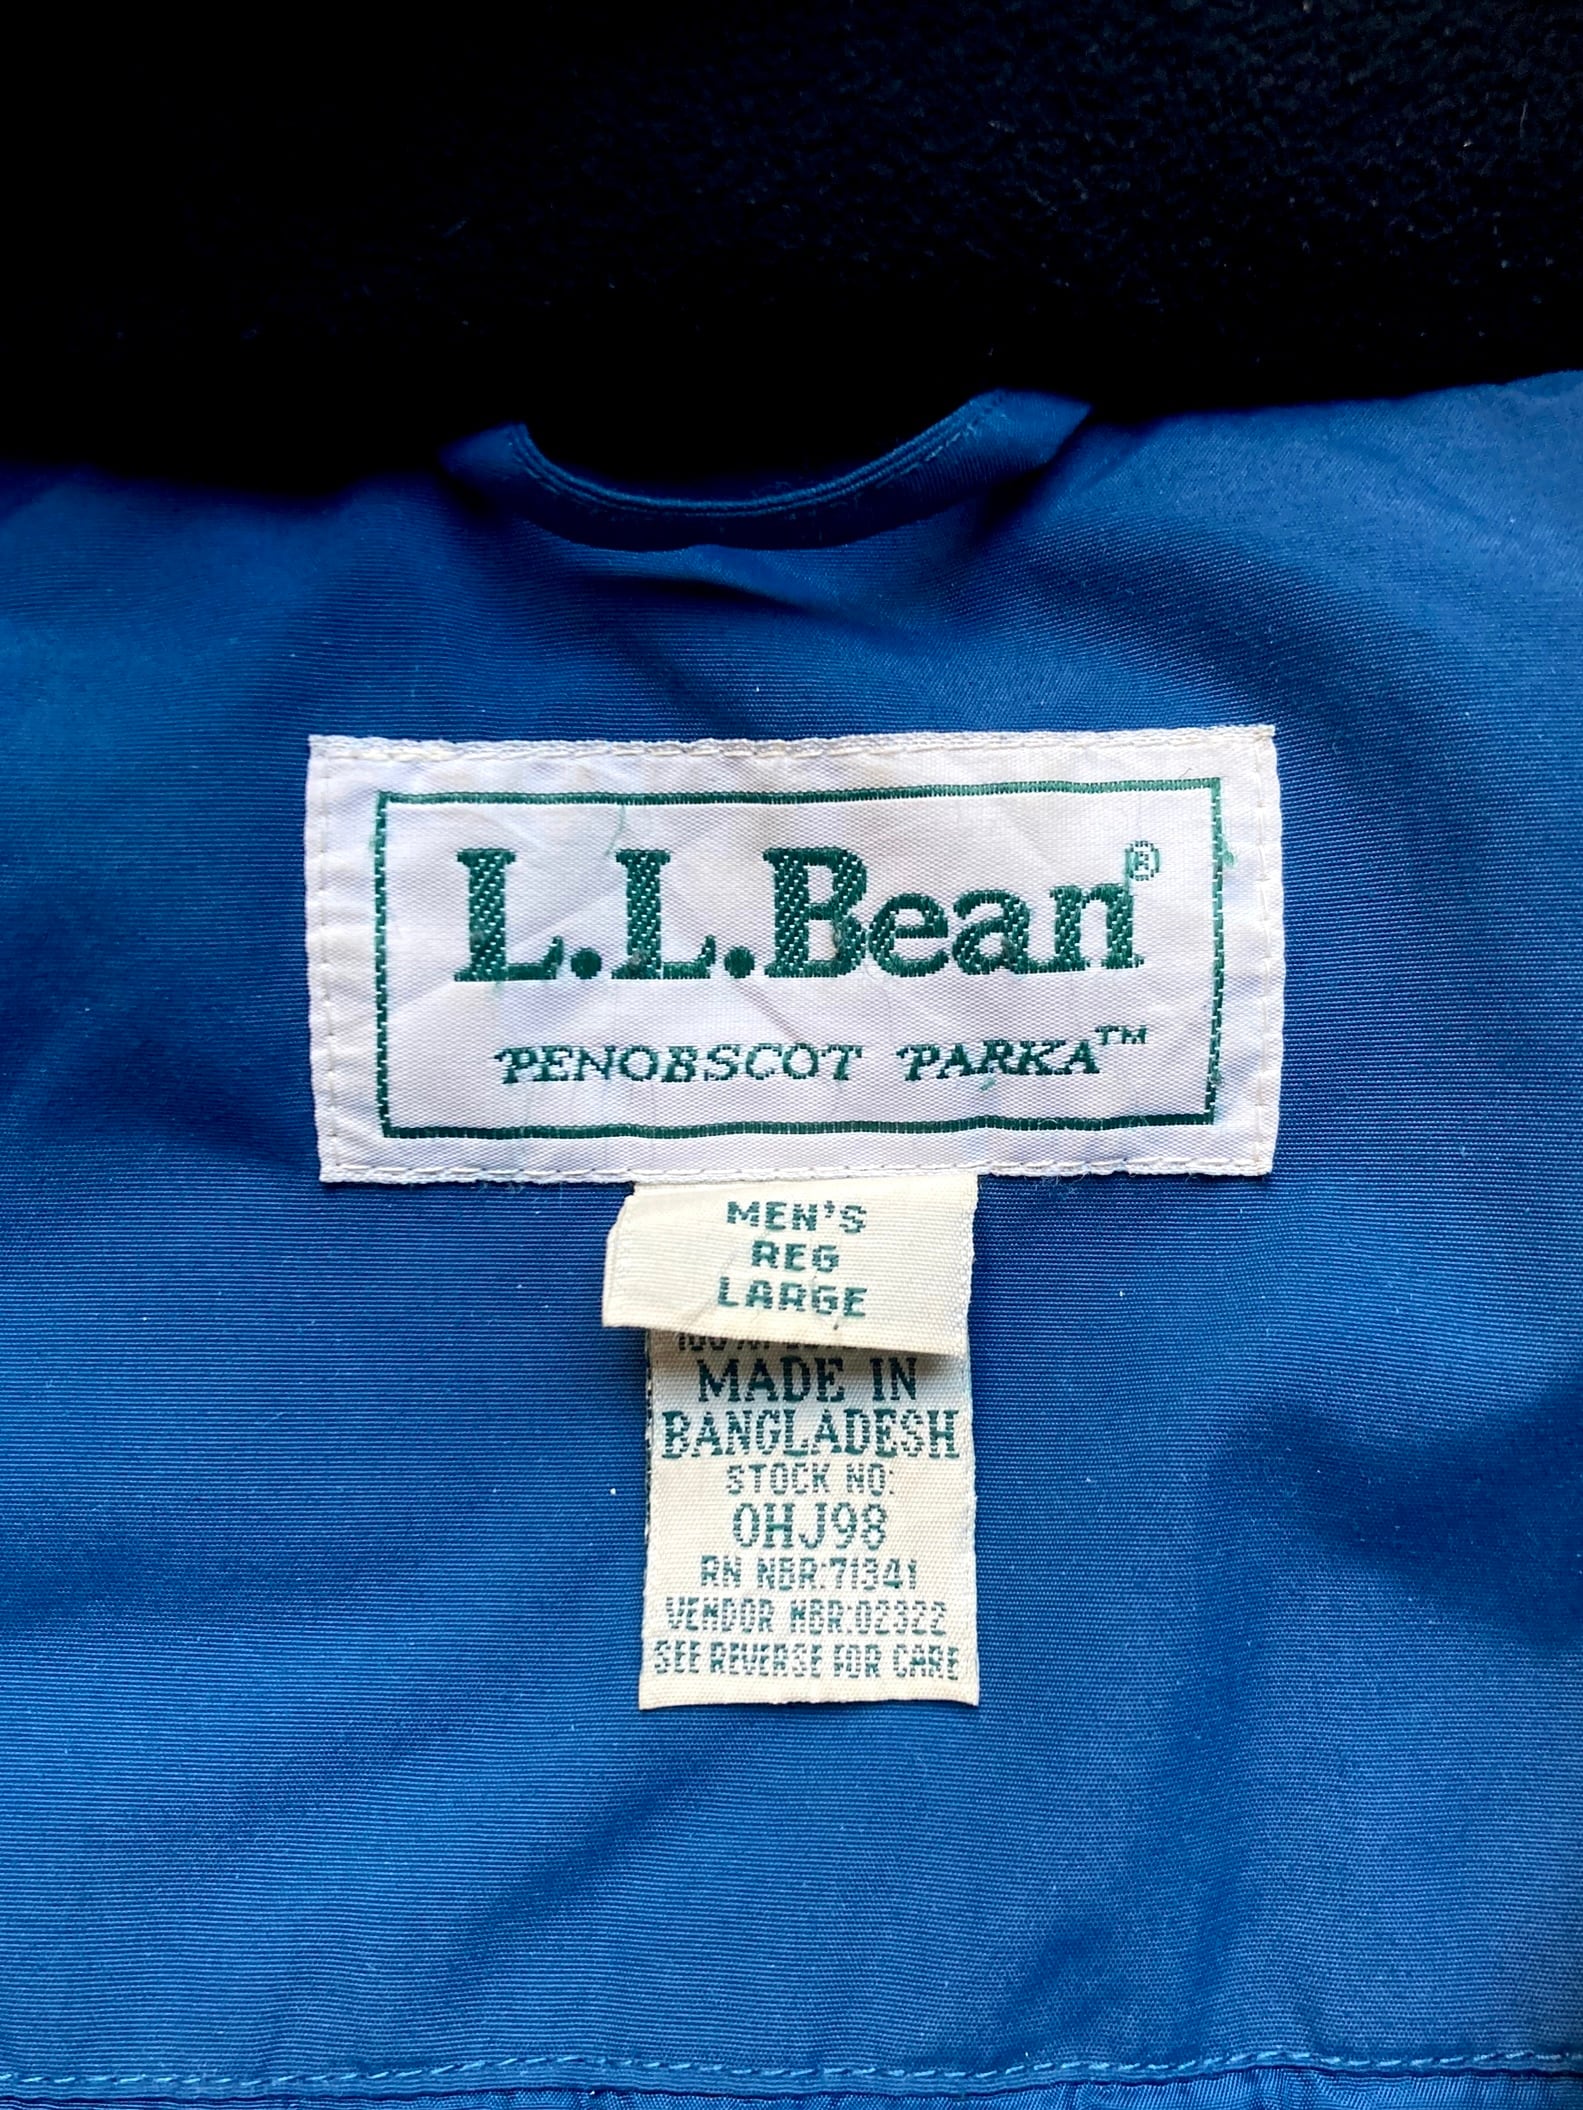 L.L.Bean®
PENOBSCOT PARKA™
MEN'S
REG
LARGE
MADE IN
BANGLADESH
STOCK NO:
0HJ98
RN NBR:71341
VENDOR NBR:02322
SEE REVERSE FOR CARE